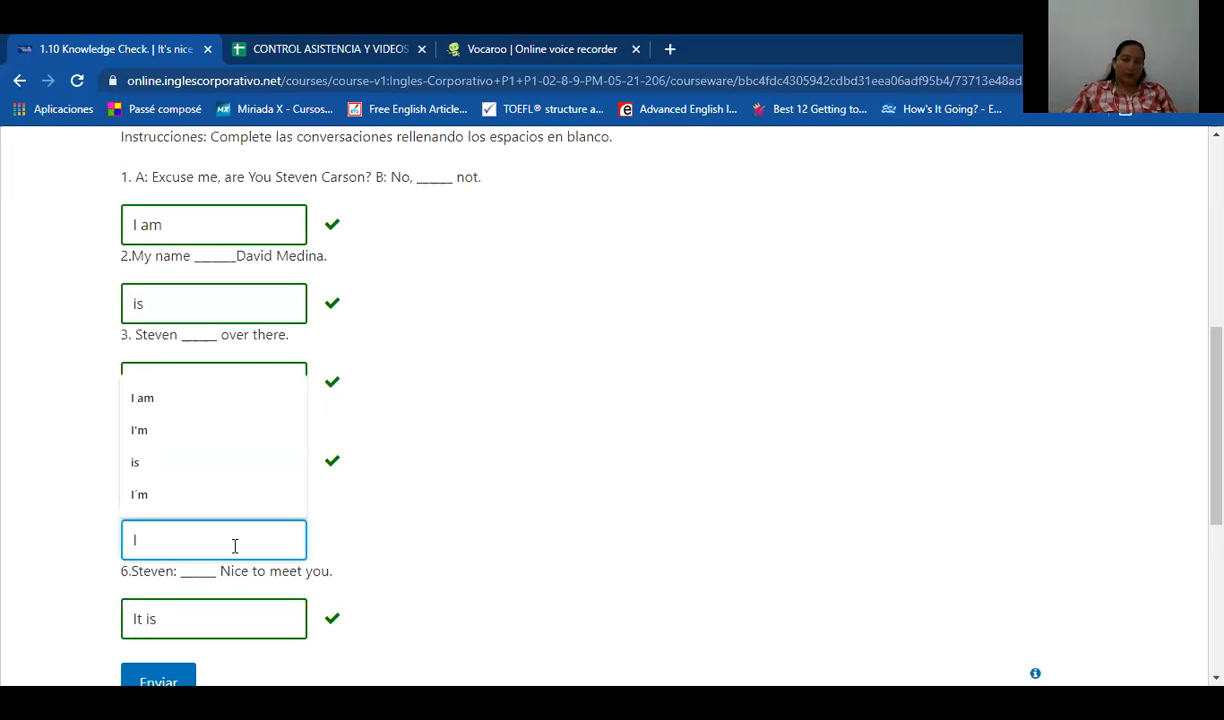 1.10 Knowledge Check. | It's nice
CONTROL ASISTENCIA Y VIDEOS
Vocaroo | Online voice recorder
online.inglescorporativo.net/courses/course-v1:Ingles-Corporativo+P1+P1-02-8-9-PM-05-21-206/courseware/bbc4fdc4305942cdbd31eea06adf95b4/73713e48ad
Aplicaciones
Passé composé
Miriada X - Cursos...
Free English Article...
TOEFL® structure a...
Advanced English I...
Best 12 Getting to...
How's It Going? - E...
Instrucciones: Complete las conversaciones rellenando los espacios en blanco.
1. A: Excuse me, are You Steven Carson? B: No, ______ not.
I am
2.My name _______David Medina.
is
3. Steven ______ over there.
I am
I'm
is
I´m
I
6.Steven: ______ Nice to meet you.
It is
Enviar